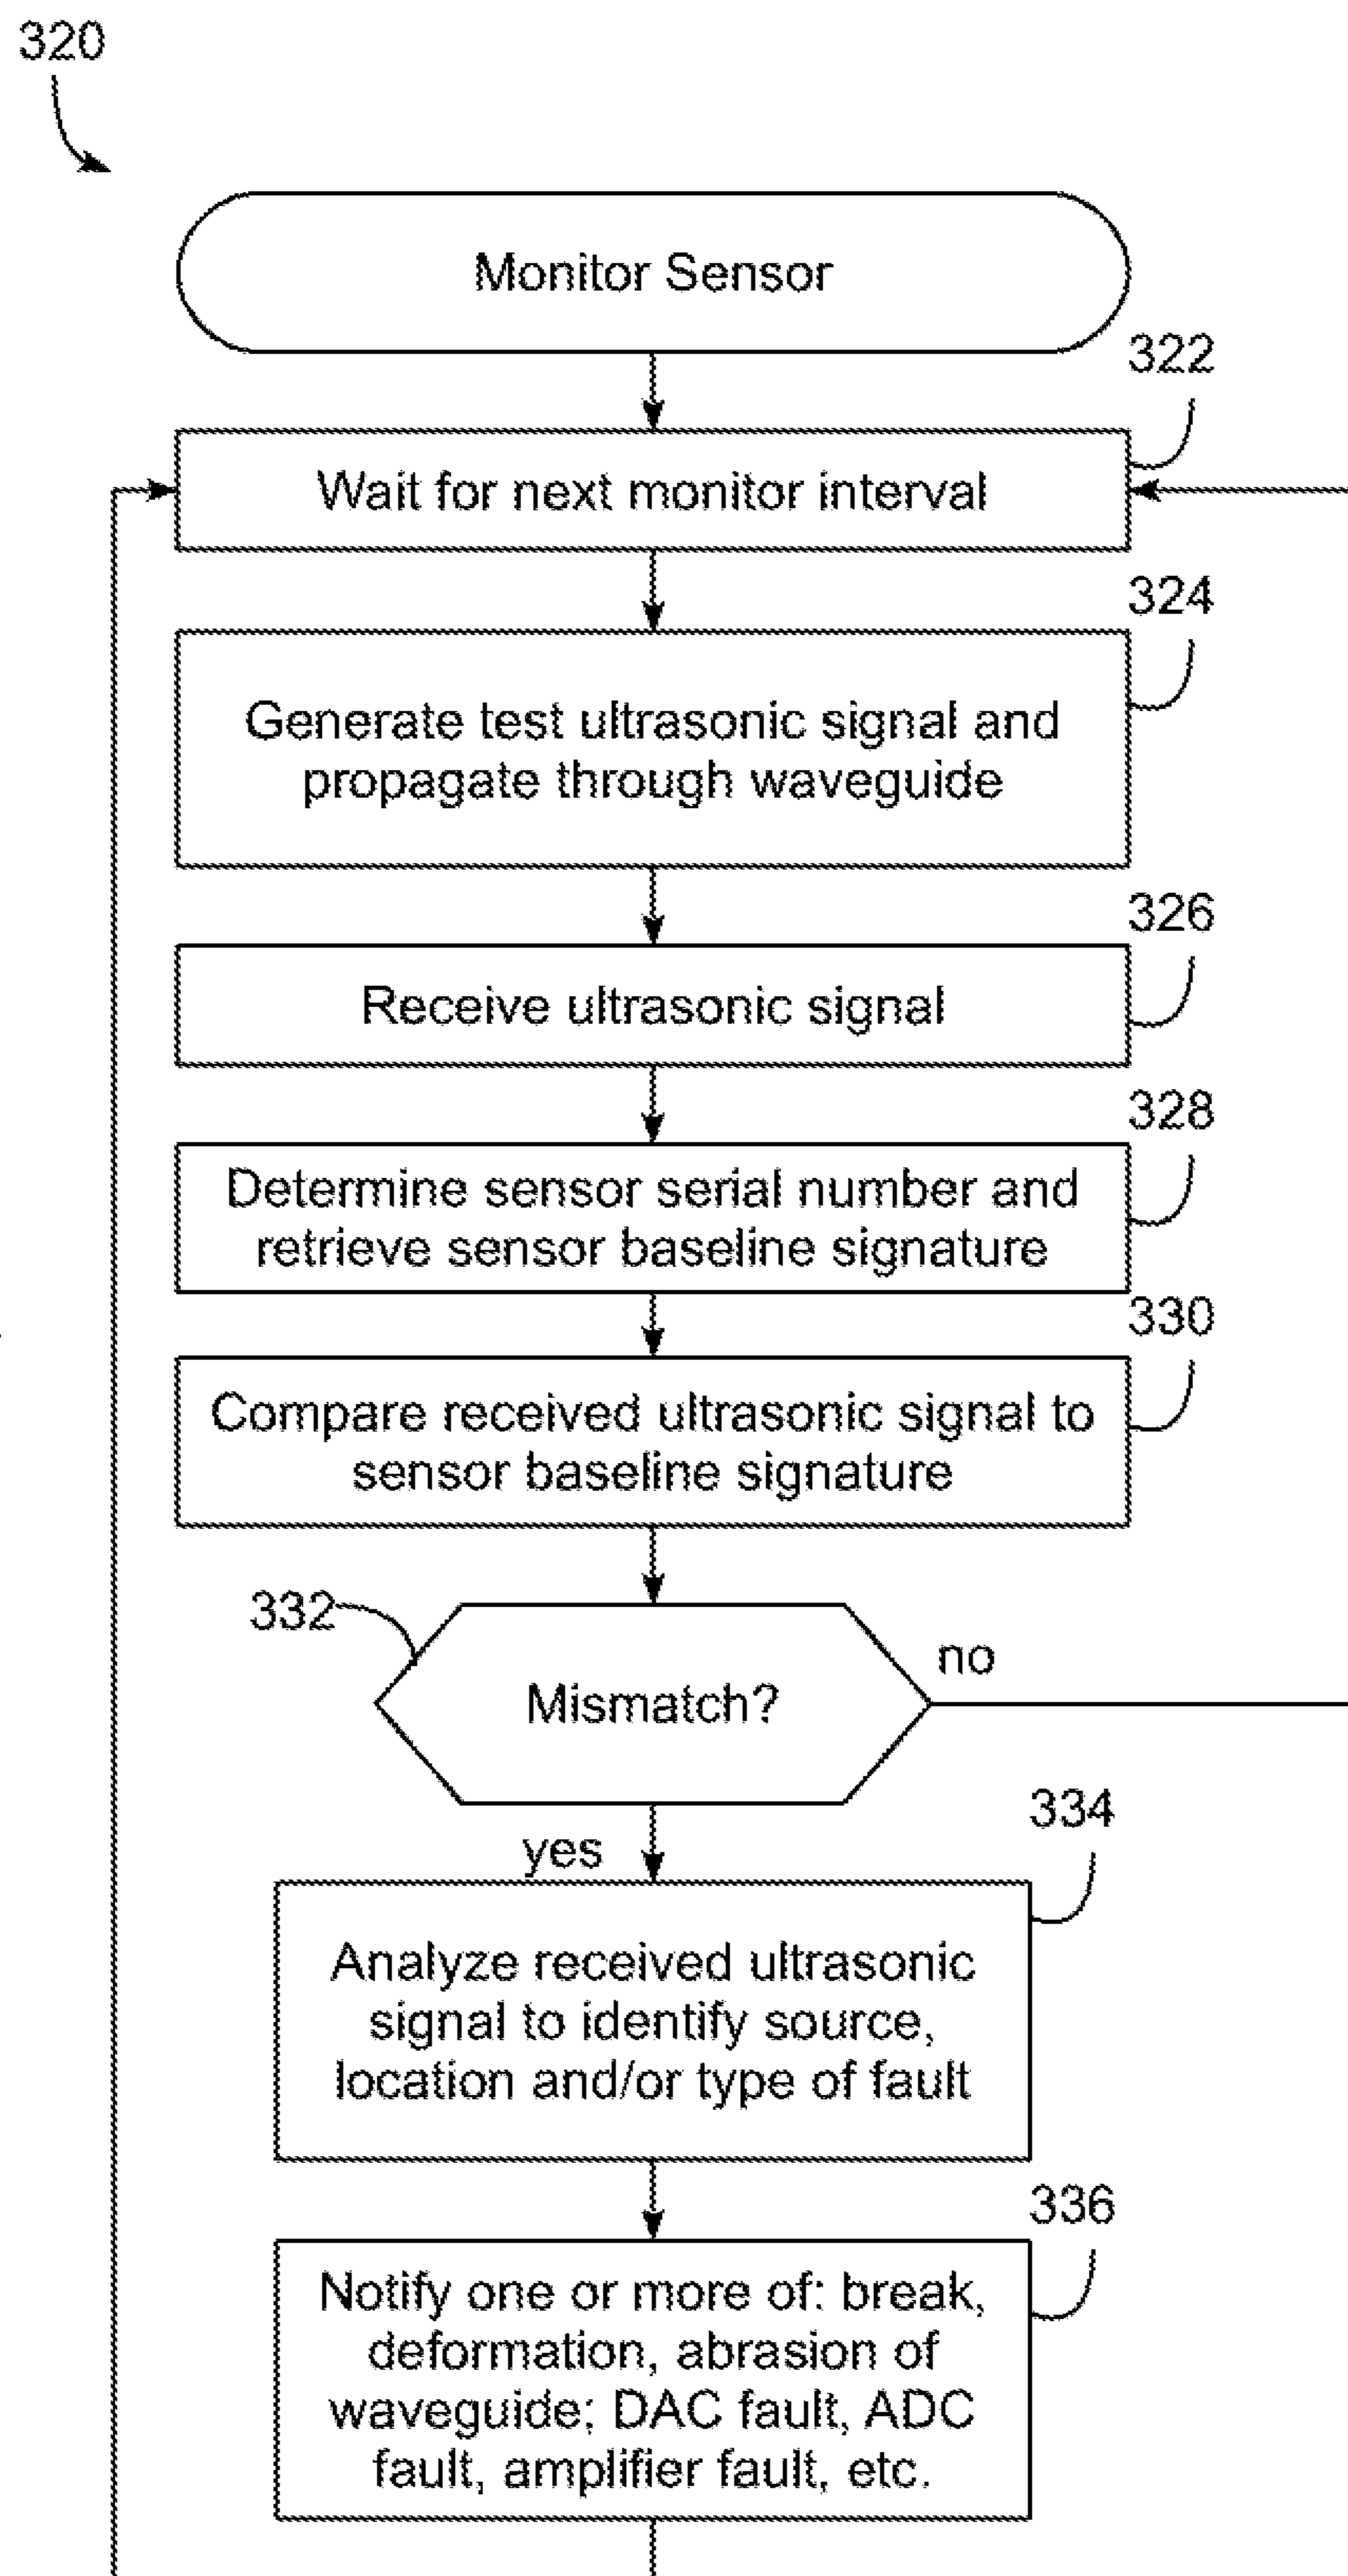 320
Monitor Sensor
322
Wait for next monitor interval
324
Generate test ultrasonic signal and
propagate through waveguide
326
Receive ultrasonic signal
328
Determine sensor serial number and
retrieve sensor baseline signature
330
Compare received ultrasonic signal to
sensor baseline signature
332
Mismatch?
no
yes
334
Analyze received ultrasonic
signal to identify source,
location and/or type of fault
336
Notify one or more of: break,
deformation, abrasion of
waveguide; DAC fault, ADC
fault, amplifier fault, etc.